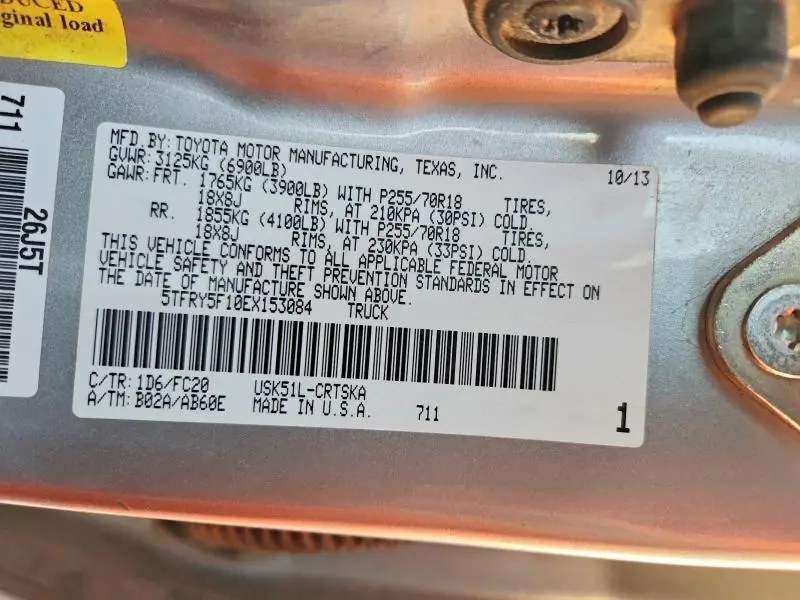 DUCED
ginal load
711
26J5T
MFD. BY: TOYOTA MOTOR MANUFACTURING, TEXAS, INC. 10/13
GVWR: 3125KG (6900LB)
GAWR: FRT. 1765KG (3900LB) WITH P255/70R18 TIRES,
18X8J RIMS, AT 210KPA (30PSI) COLD.
RR. 1855KG (4100LB) WITH P255/70R18 TIRES,
18X8J RIMS, AT 230KPA (33PSI) COLD.
THIS VEHICLE CONFORMS TO ALL APPLICABLE FEDERAL MOTOR
VEHICLE SAFETY AND THEFT PREVENTION STANDARDS IN EFFECT ON
THE DATE OF MANUFACTURE SHOWN ABOVE.
5TFRY5F10EX153084 TRUCK
C/TR: 1D6/FC20 USK51L-CRTSKA
A/TM: B02A/AB60E MADE IN U.S.A. 711 1